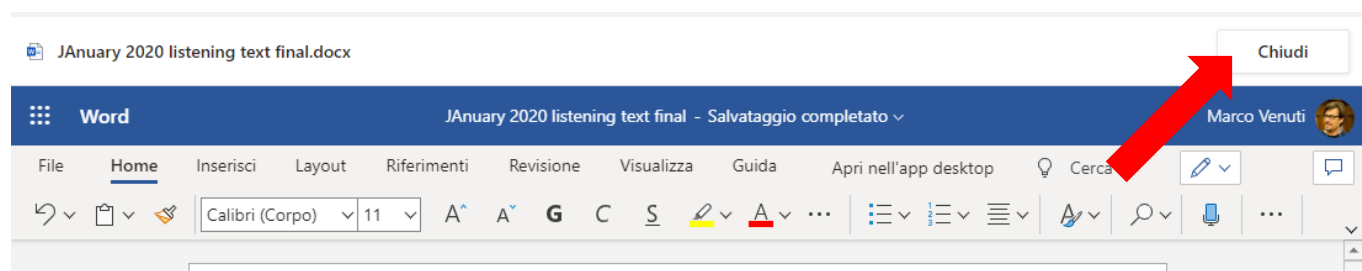 JAnuary 2020 listening text final.docx Chiudi
Word JAnuary 2020 listening text final - Salvataggio completato Marco Venuti
File Home Inserisci Layout Riferimenti Revisione Visualizza Guida Apri nell'app desktop Cerca
Calibri (Corpo) 11 A^ Aˇ G C S A